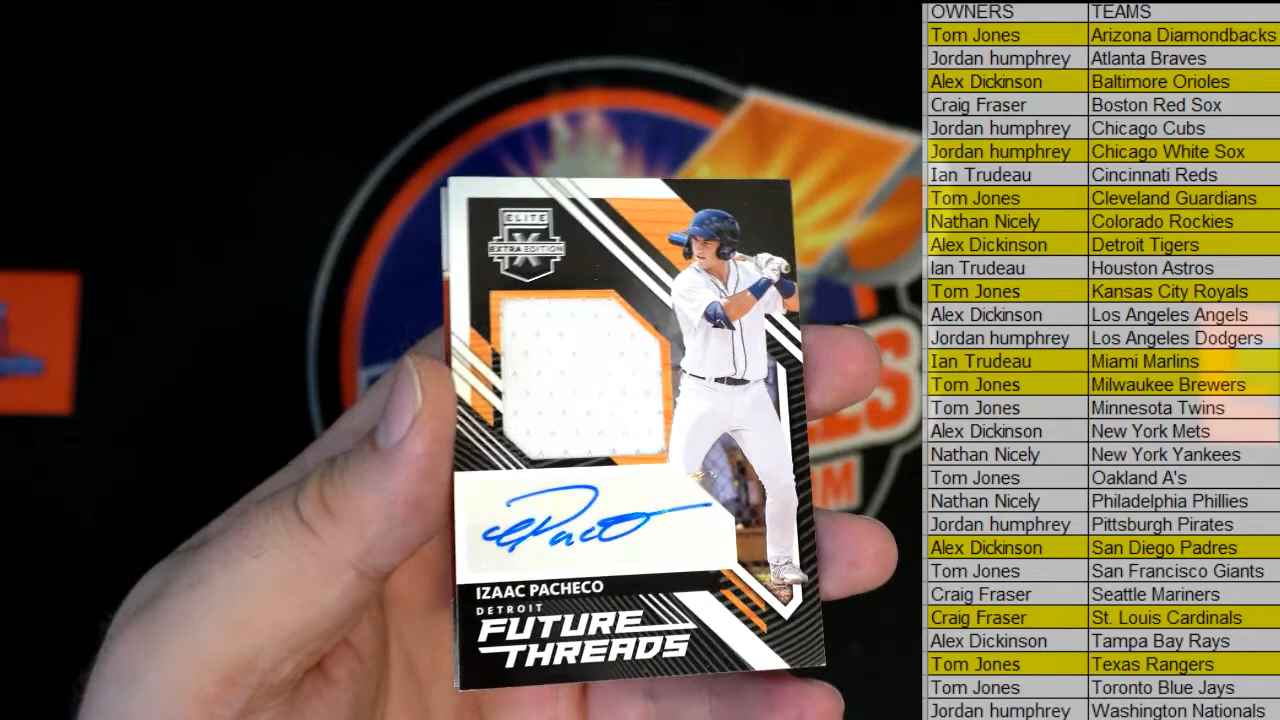 ELITE
EXTRA EDITION
IZAAC PACHECO
DETROIT
FUTURE
THREADS
OWNERS TEAMS
Tom Jones Arizona Diamondbacks
Jordan humphrey Atlanta Braves
Alex Dickinson Baltimore Orioles
Craig Fraser Boston Red Sox
Jordan humphrey Chicago Cubs
Jordan humphrey Chicago White Sox
Ian Trudeau Cincinnati Reds
Tom Jones Cleveland Guardians
Nathan Nicely Colorado Rockies
Alex Dickinson Detroit Tigers
Ian Trudeau Houston Astros
Tom Jones Kansas City Royals
Alex Dickinson Los Angeles Angels
Jordan humphrey Los Angeles Dodgers
Ian Trudeau Miami Marlins
Tom Jones Milwaukee Brewers
Tom Jones Minnesota Twins
Alex Dickinson New York Mets
Nathan Nicely New York Yankees
Tom Jones Oakland A's
Nathan Nicely Philadelphia Phillies
Jordan humphrey Pittsburgh Pirates
Alex Dickinson San Diego Padres
Tom Jones San Francisco Giants
Craig Fraser Seattle Mariners
Craig Fraser St. Louis Cardinals
Alex Dickinson Tampa Bay Rays
Tom Jones Texas Rangers
Tom Jones Toronto Blue Jays
Jordan humphrey Washington Nationals